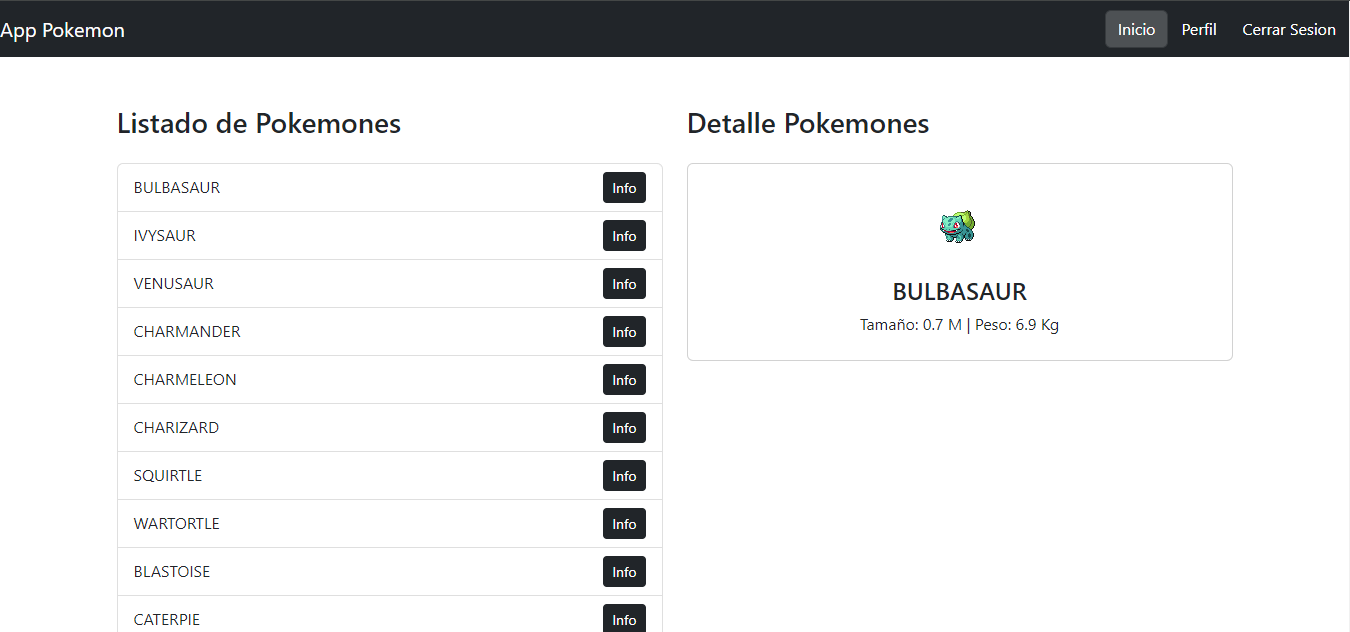 App Pokemon
Inicio
Perfil
Cerrar Sesion
Listado de Pokemones
BULBASAUR Info
IVYSAUR Info
VENUSAUR Info
CHARMANDER Info
CHARMELEON Info
CHARIZARD Info
SQUIRTLE Info
WARTORTLE Info
BLASTOISE Info
CATERPIE Info
Detalle Pokemones
BULBASAUR
Tamaño: 0.7 M | Peso: 6.9 Kg